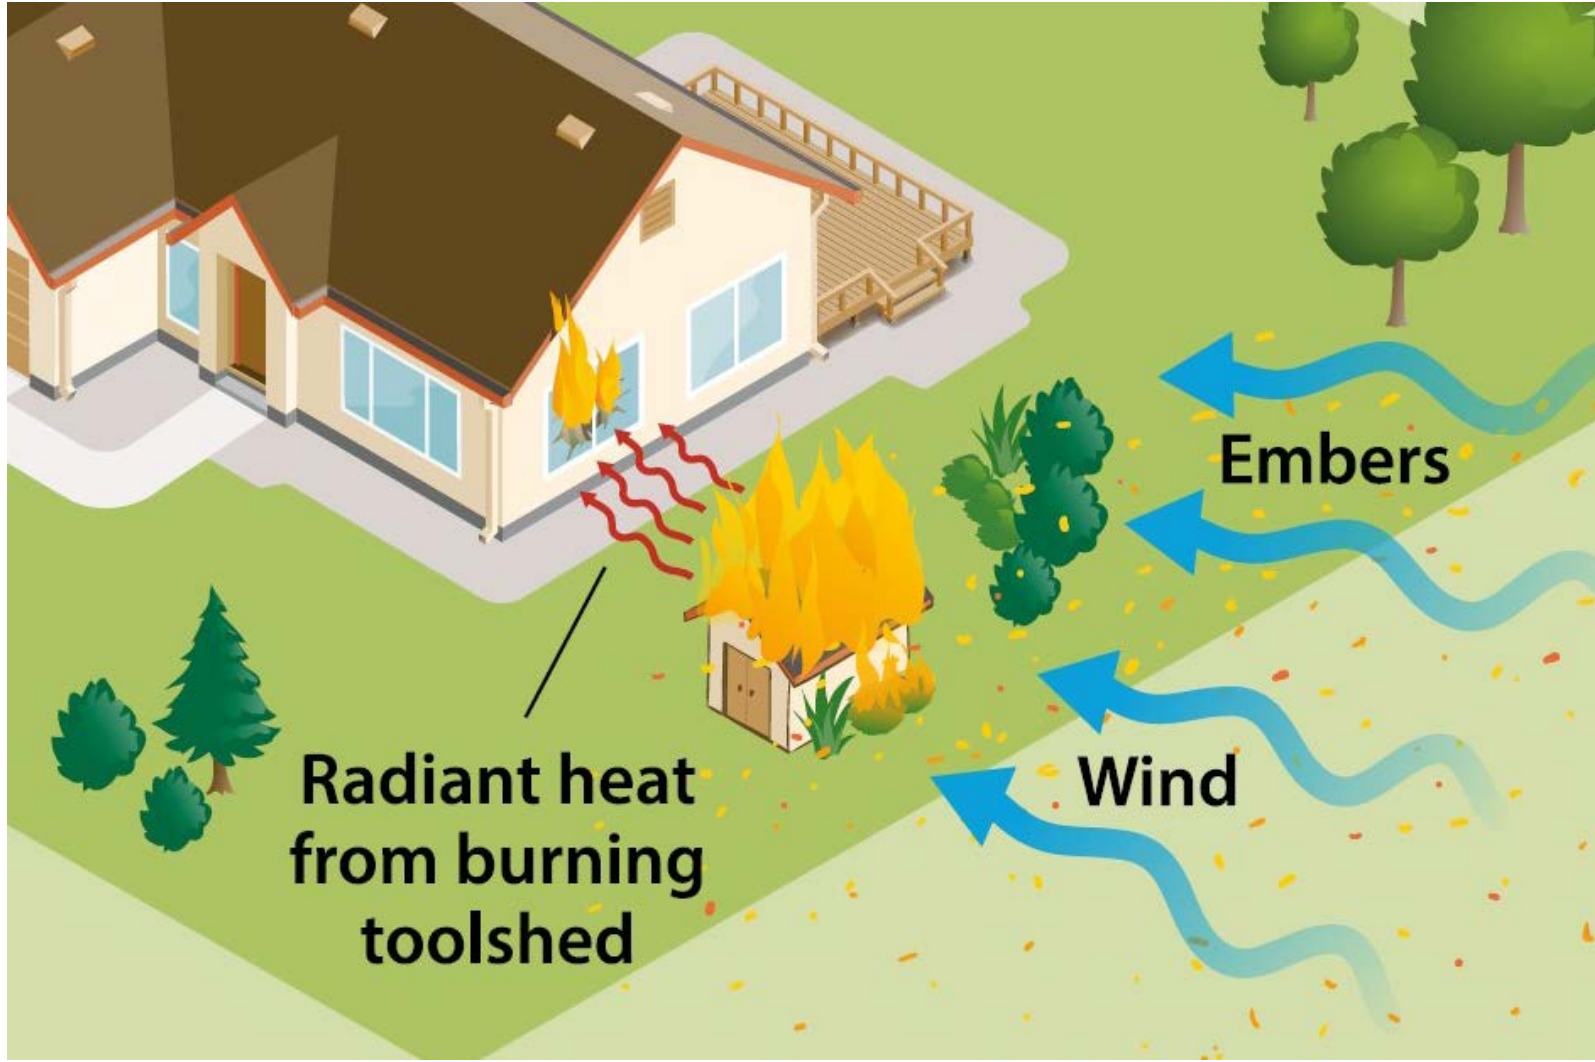 Embers
Wind
Radiant heat
from burning
toolshed